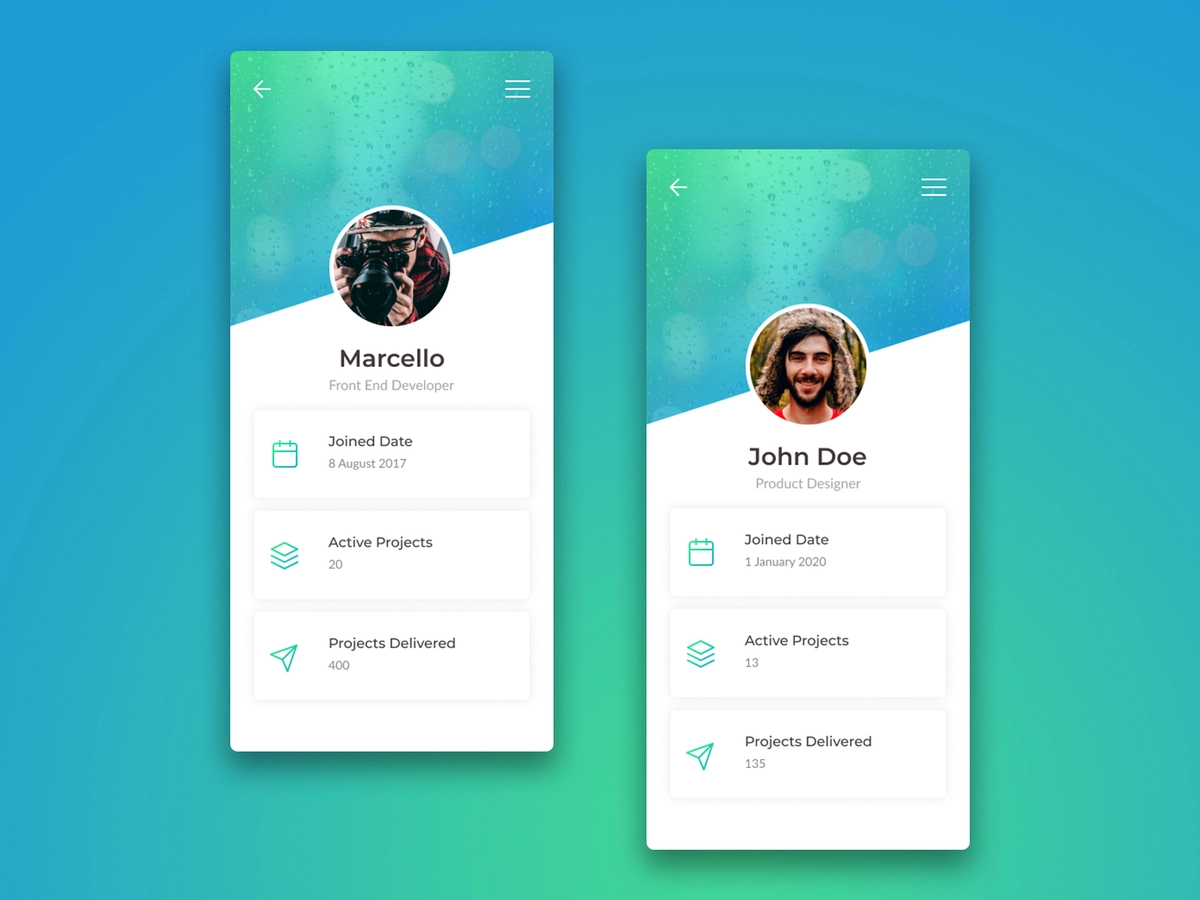 Marcello
Front End Developer
Joined Date
8 August 2017
Active Projects
20
Projects Delivered
400
John Doe
Product Designer
Joined Date
1 January 2020
Active Projects
13
Projects Delivered
135